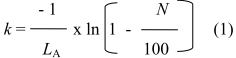 k = - 1 / L_A x ln(1 - N / 100) (1)